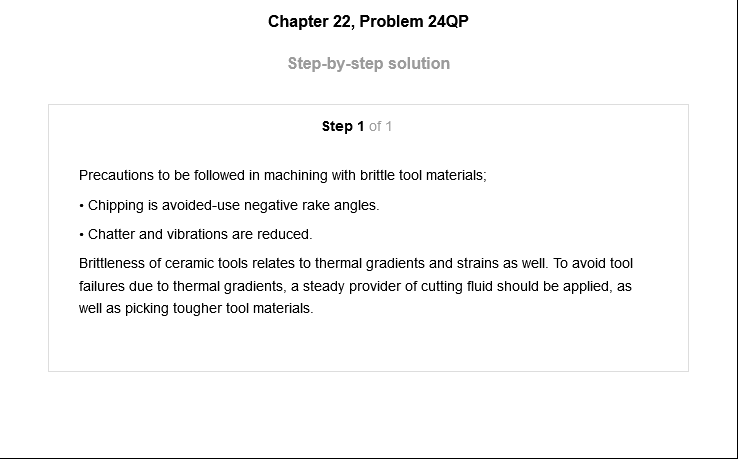 Chapter 22, Problem 24QP
Step-by-step solution
Step 1 of 1
Precautions to be followed in machining with brittle tool materials;
• Chipping is avoided-use negative rake angles.
• Chatter and vibrations are reduced.
Brittleness of ceramic tools relates to thermal gradients and strains as well. To avoid tool
failures due to thermal gradients, a steady provider of cutting fluid should be applied, as
well as picking tougher tool materials.